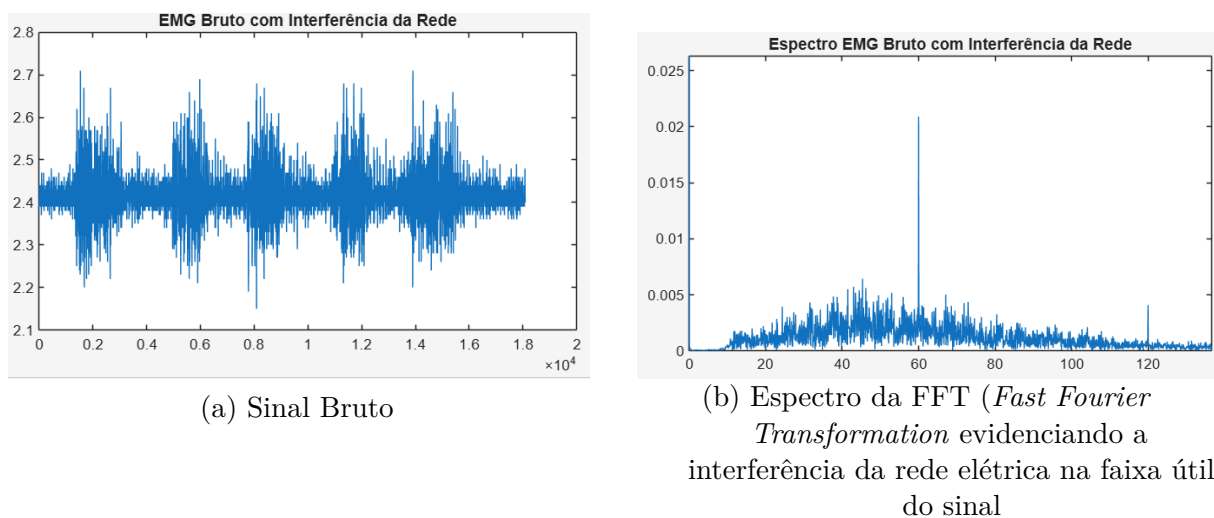 EMG Bruto com Interferência da Rede
2.8
2.7
2.6
2.5
2.4
2.3
2.2
2.1
0 0.2 0.4 0.6 0.8 1 1.2 1.4 1.6 1.8 2
×10⁴
(a) Sinal Bruto
Espectro EMG Bruto com Interferência da Rede
0.025
0.02
0.015
0.01
0.005
0
0 20 40 60 80 100 120
(b) Espectro da FFT (Fast Fourier
Transformation evidenciando a
interferência da rede elétrica na faixa útil
do sinal